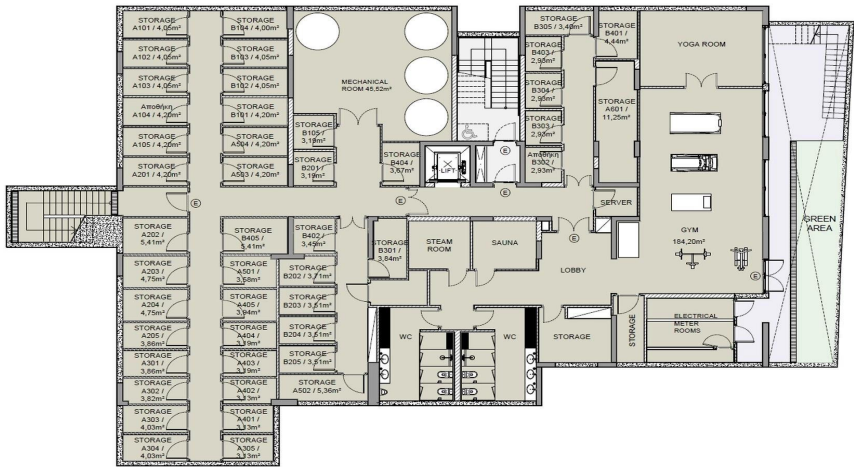 STORAGE
A101 / 4,05m²
STORAGE
B104 / 4,00m²
STORAGE
A102 / 4,05m²
STORAGE
B103 / 4,05m²
STORAGE
A103 / 4,05m²
STORAGE
B102 / 4,05m²
Αποθήκη
A104 / 4,20m²
STORAGE
B101 / 4,20m²
STORAGE
A105 / 4,20m²
STORAGE
A504 / 4,20m²
STORAGE
A201 / 4,20m²
STORAGE
A503 / 4,20m²
MECHANICAL
ROOM 45,52m²
STORAGE
B105 /
3,19m²
STORAGE
B201 /
3,19m²
STORAGE
B404 /
3,67m²
LIFT
STORAGE
B305 / 3,40m²
STORAGE
B401 /
4,44m²
STORAGE
B403 /
2,93m²
STORAGE
B304 /
2,93m²
STORAGE
B303 /
2,93m²
Αποθήκη
B302 /
2,93m²
STORAGE
A601 /
11,25m²
YOGA ROOM
E
E
E
E
SERVER
GYM
184,20m²
GREEN
AREA
STORAGE
A202 /
5,41m²
STORAGE
B405 /
5,41m²
STORAGE
B402 /
3,45m²
STORAGE
B301 /
3,84m²
STEAM
ROOM
SAUNA
E
LOBBY
E
STORAGE
A203 /
4,75m²
STORAGE
A501 /
3,68m²
STORAGE
B202 / 3,71m²
STORAGE
A204 /
4,75m²
STORAGE
A405 /
3,94m²
STORAGE
B203 / 3,51m²
STORAGE
A205 /
3,86m²
STORAGE
A404 /
3,19m²
STORAGE
B204 / 3,51m²
STORAGE
A301 /
3,86m²
STORAGE
A403 /
3,19m²
STORAGE
B205 / 3,51m²
STORAGE
A302 /
3,82m²
STORAGE
A402 /
3,13m²
STORAGE
A502 / 5,36m²
STORAGE
A303 /
4,03m²
STORAGE
A401 /
3,13m²
STORAGE
A304 /
4,03m²
STORAGE
A305 /
3,13m²
WC
WC
STORAGE
STORAGE
ELECTRICAL
METER
ROOMS